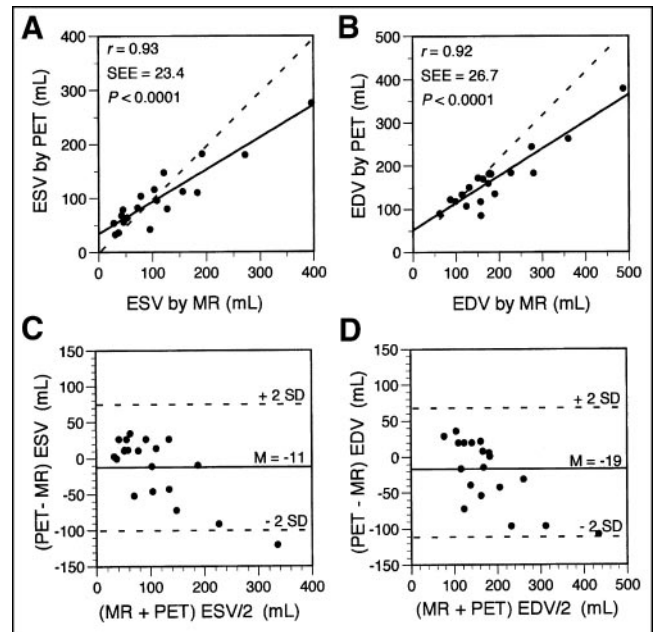 A
400
300
200
100
0
r = 0.93
SEE = 23.4
P < 0.0001
ESV by PET (mL)
0 100 200 300 400
ESV by MR (mL)
B
500
400
300
200
100
0
r = 0.92
SEE = 26.7
P < 0.0001
EDV by PET (mL)
0 100 200 300 400 500
EDV by MR (mL)
C
150
100
50
0
-50
-100
-150
+ 2 SD
M = -11
- 2 SD
(PET- MR) ESV (mL)
0 100 200 300 400
(MR + PET) ESV/2 (mL)
D
150
100
50
0
-50
-100
-150
+ 2 SD
M = -19
- 2 SD
(PET - MR) EDV (mL)
0 100 200 300 400 500
(MR + PET) EDV/2 (mL)